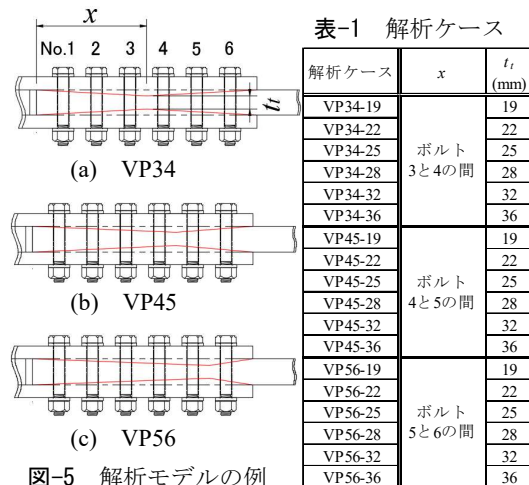 x
No.1 2 3 4 5 6
t_t
(a) VP34
(b) VP45
(c) VP56
図-5 解析モデルの例
表-1 解析ケース
解析ケース x t_t (mm)
VP34-19 19
VP34-22 22
VP34-25 ボルト 25
VP34-28 3と4の間 28
VP34-32 32
VP34-36 36
VP45-19 19
VP45-22 22
VP45-25 ボルト 25
VP45-28 4と5の間 28
VP45-32 32
VP45-36 36
VP56-19 19
VP56-22 22
VP56-25 ボルト 25
VP56-28 5と6の間 28
VP56-32 32
VP56-36 36